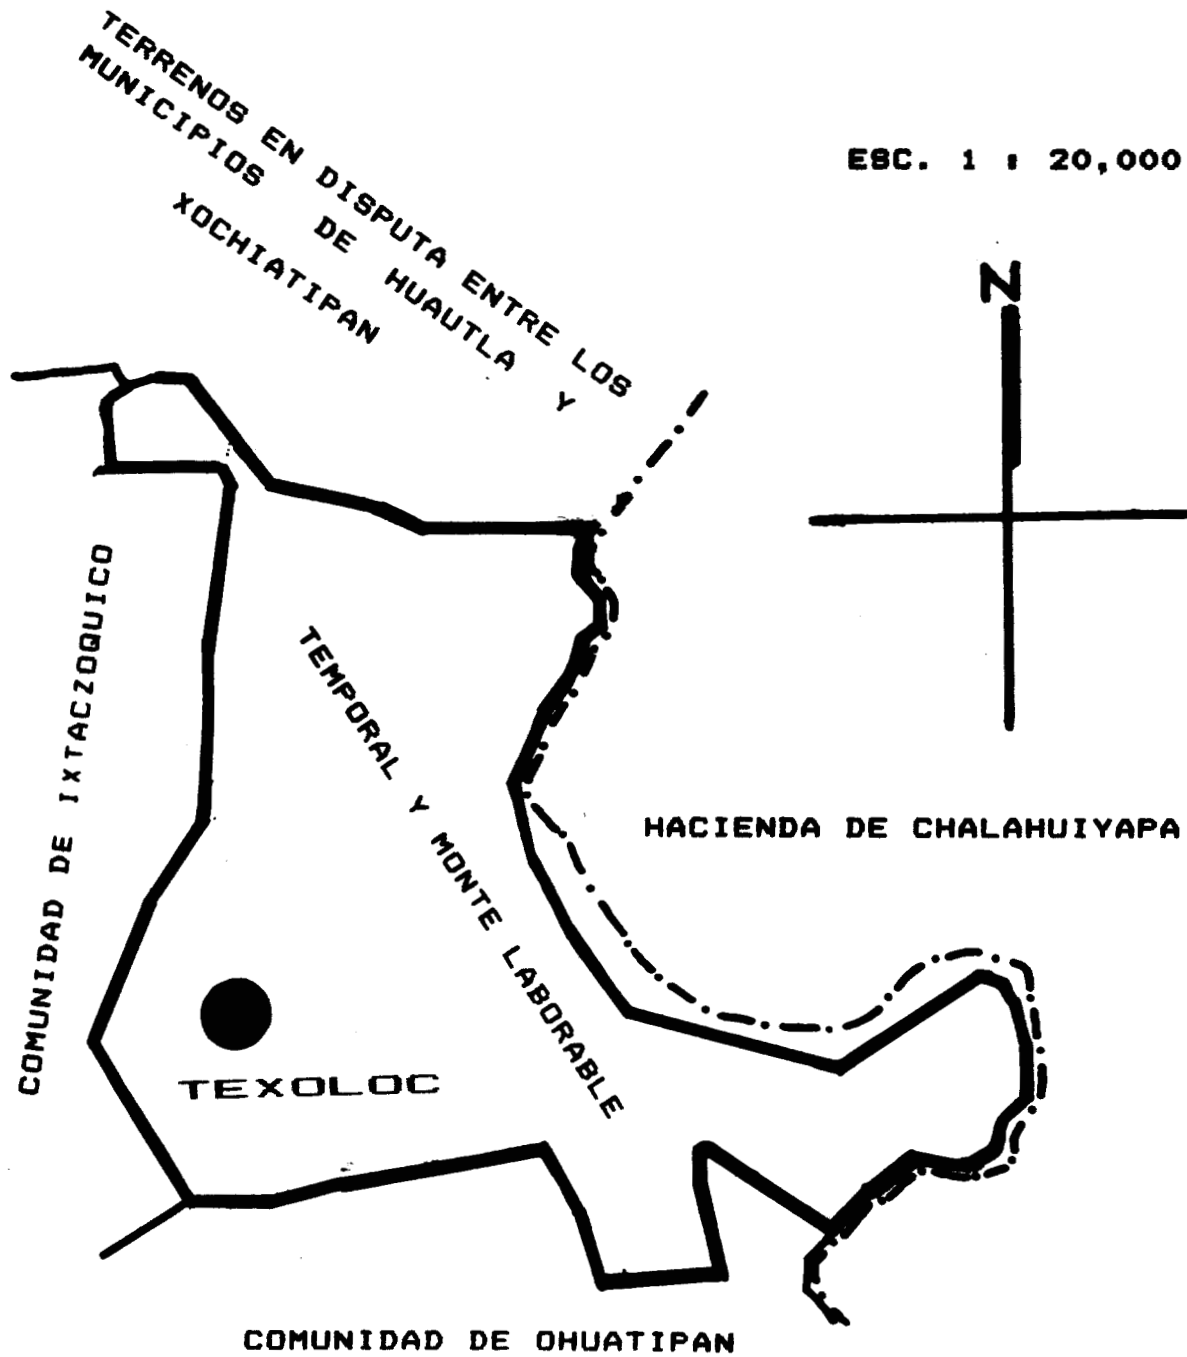 TERRENOS EN DISPUTA ENTRE LOS
MUNICIPIOS DE HUAUTLA Y
XOCHIATIPAN
ESC. 1 : 20,000
N
COMUNIDAD DE IXTACZOQUICO
TEMPORAL Y MONTE LABORABLE
HACIENDA DE CHALAHUIYAPA
TEXOLOC
COMUNIDAD DE OHUATIPAN